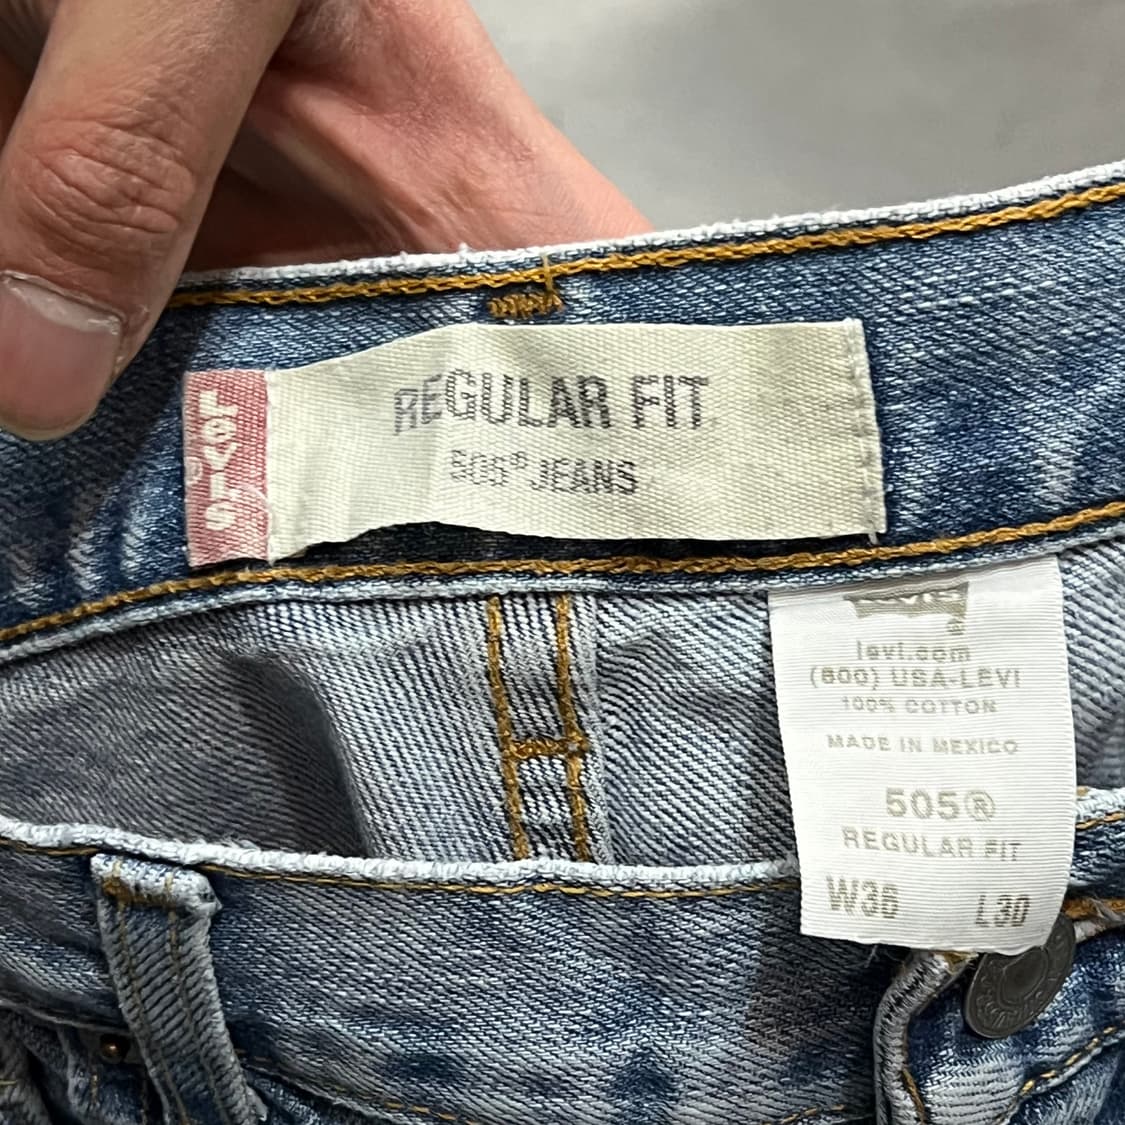 LEVI'S
REGULAR FIT
505® JEANS
LEVI'S
levi.com
(800) USA-LEVI
100% COTTON
MADE IN MEXICO
505®
REGULAR FIT
W36 L30